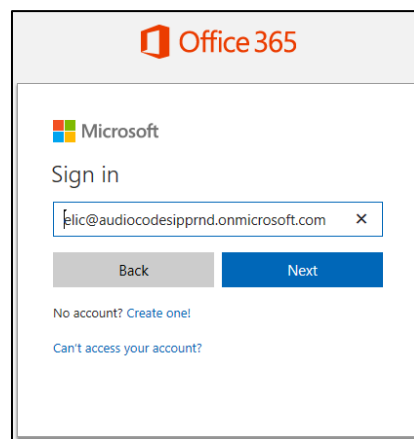 Office 365
Microsoft
Sign in
elic@audiocodesipprnd.onmicrosoft.com
Back Next
No account? Create one!
Can't access your account?